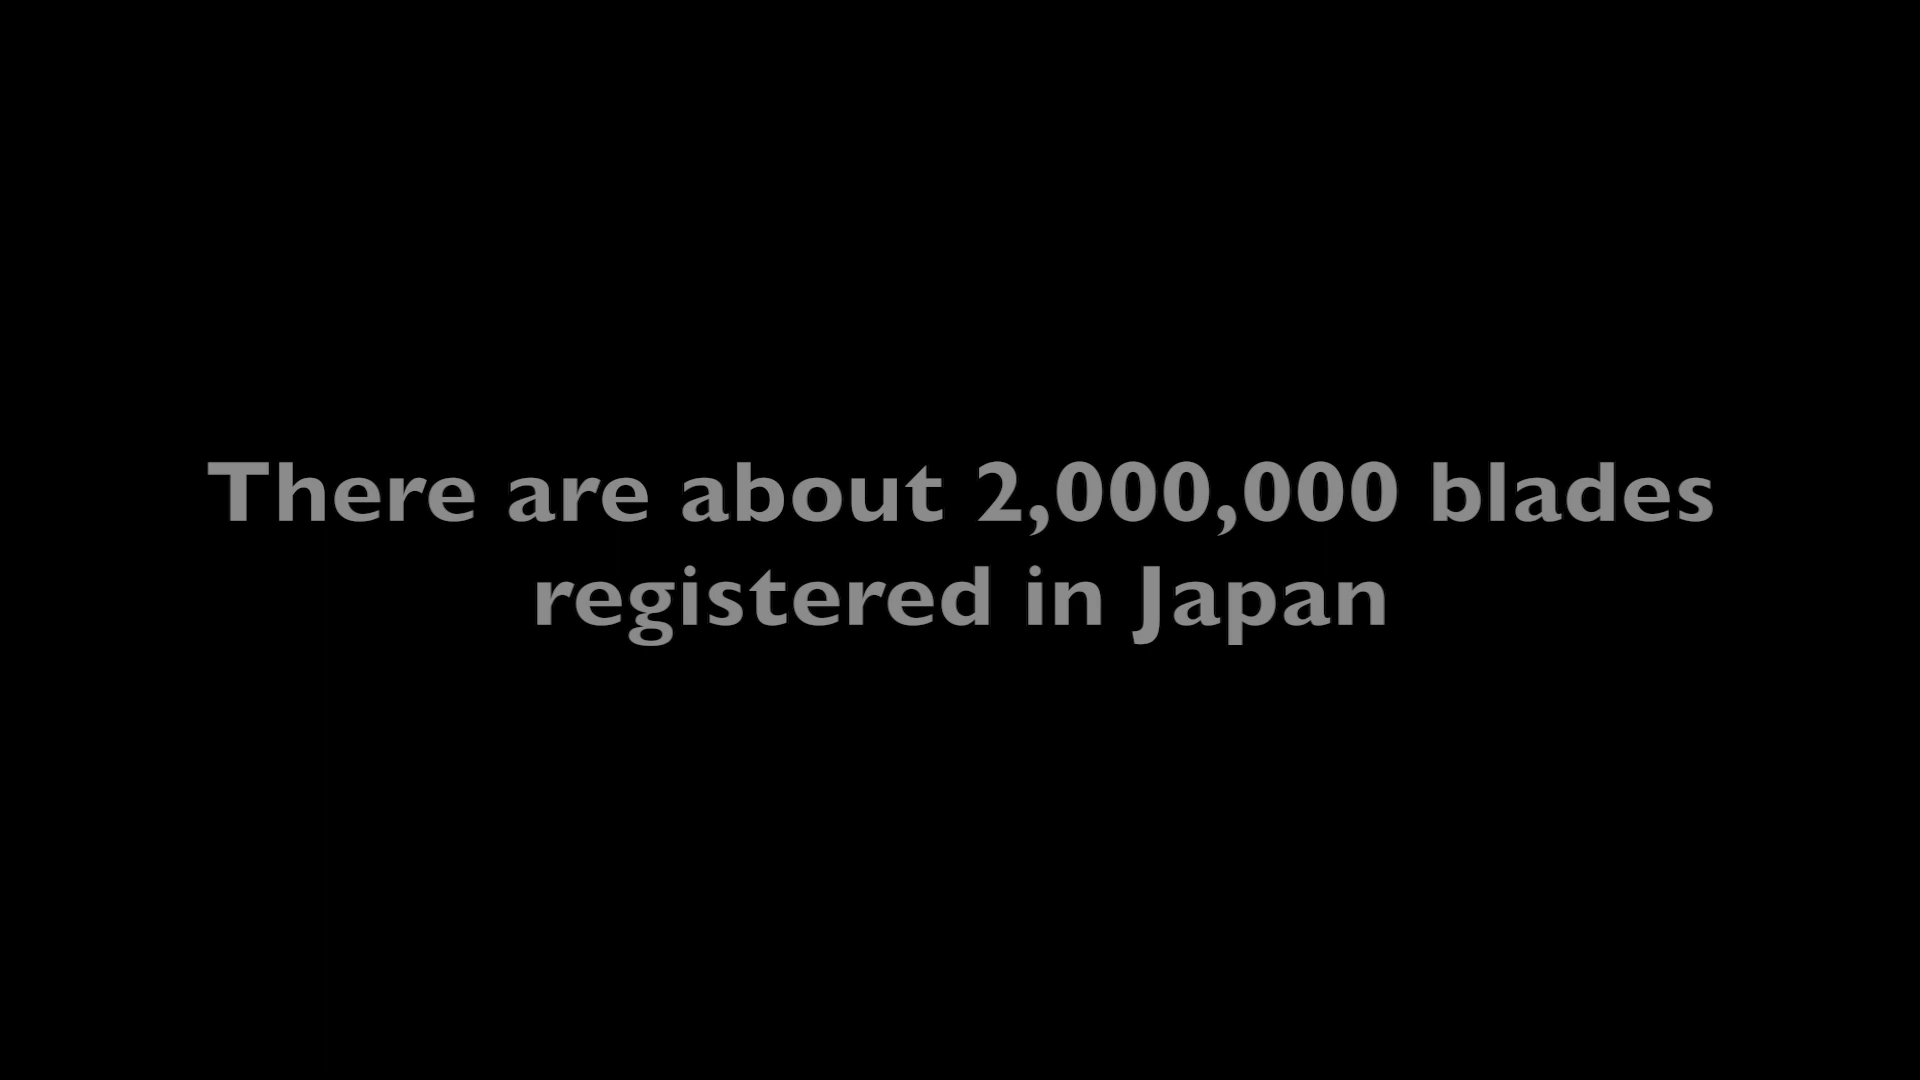 There are about 2,000,000 blades
registered in Japan